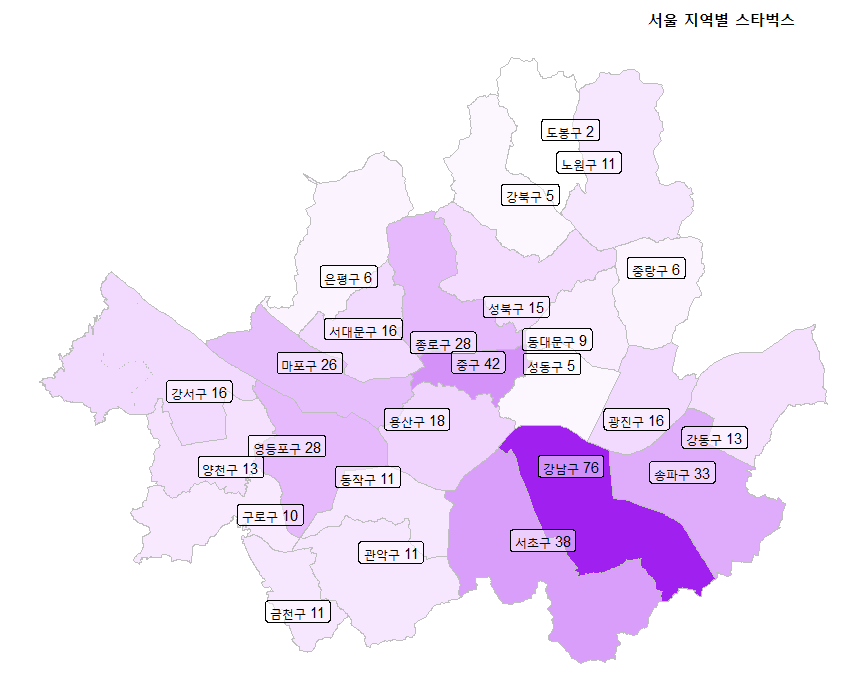 서울 지역별 스타벅스
도봉구 2
노원구 11
강북구 5
중랑구 6
은평구 6
성북구 15
서대문구 16
종로구 28
동대문구 9
마포구 26
중구 42
성동구 5
강서구 16
용산구 18
광진구 16
강동구 13
영등포구 28
양천구 13
강남구 76
송파구 33
동작구 11
구로구 10
서초구 38
관악구 11
금천구 11